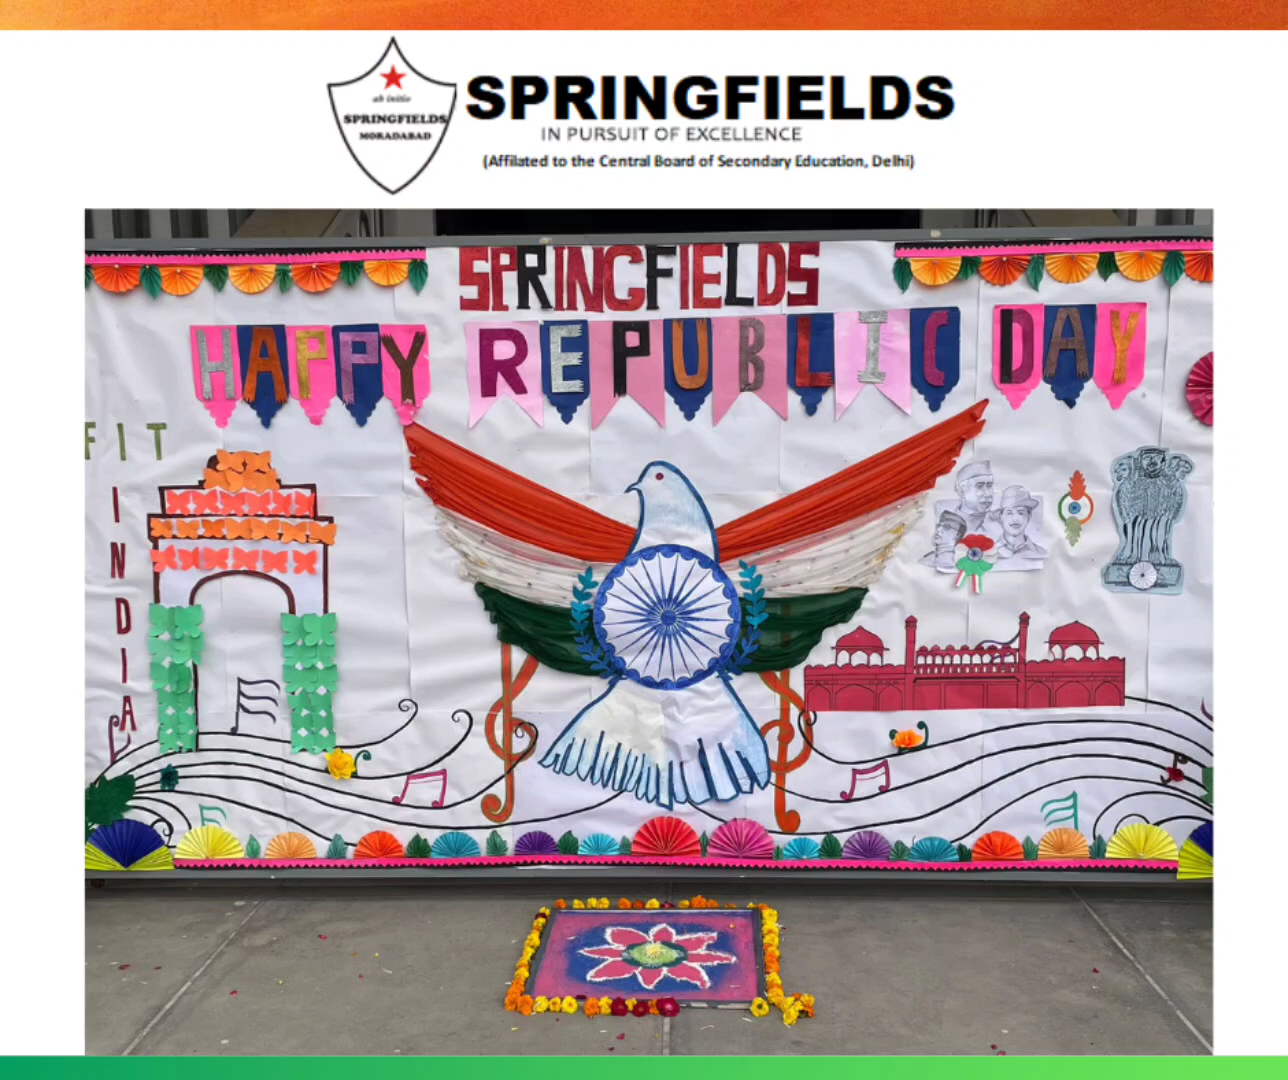 ab initio
SPRINGFIELDS
MORADABAD
SPRINGFIELDS
IN PURSUIT OF EXCELLENCE
(Affilated to the Central Board of Secondary Education, Delhi)
SPRINGFIELDS
HAPPY REPUBLIC DAY
FIT
INDIA